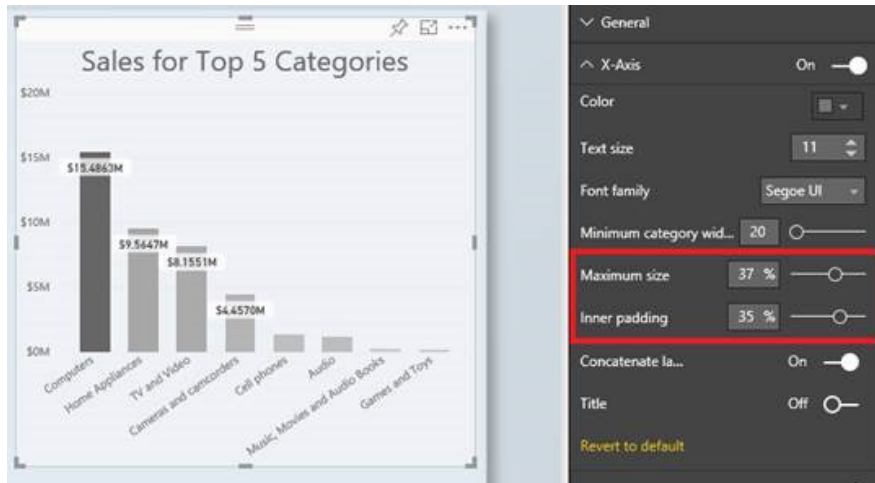 Sales for Top 5 Categories
$20M
$15M
$10M
$5M
$0M
$15.4863M
$9.5647M
$8.1551M
$4.4570M
Computers
Home Appliances
TV and Video
Cameras and camcorders
Cell phones
Audio
Music, Movies and Audio Books
Games and Toys
General
X-Axis On
Color
Text size 11
Font family Segoe UI
Minimum category wid... 20
Maximum size 37 %
Inner padding 35 %
Concatenate la... On
Title Off
Revert to default